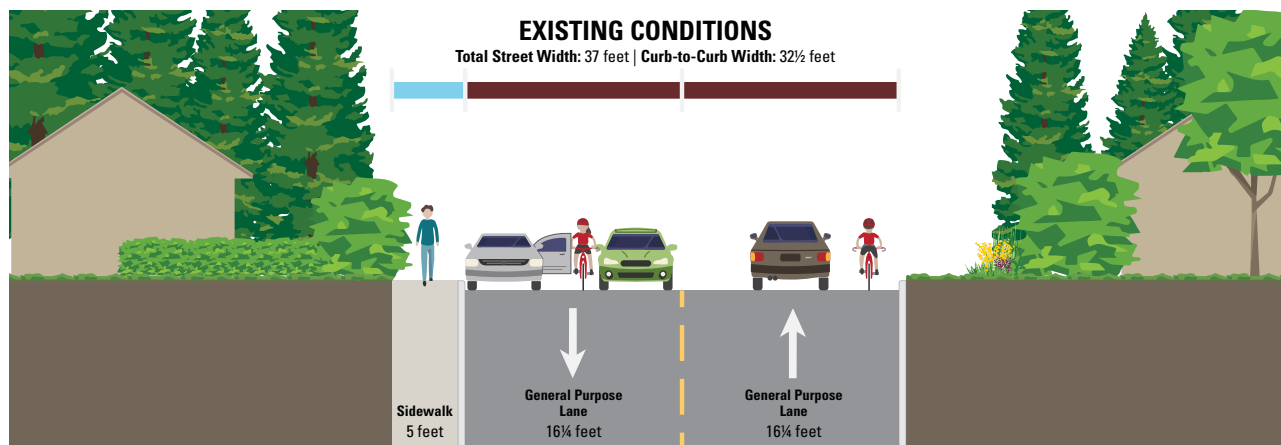 EXISTING CONDITIONS
Total Street Width: 37 feet | Curb-to-Curb Width: 32½ feet
Sidewalk
5 feet
General Purpose
Lane
16¼ feet
General Purpose
Lane
16¼ feet